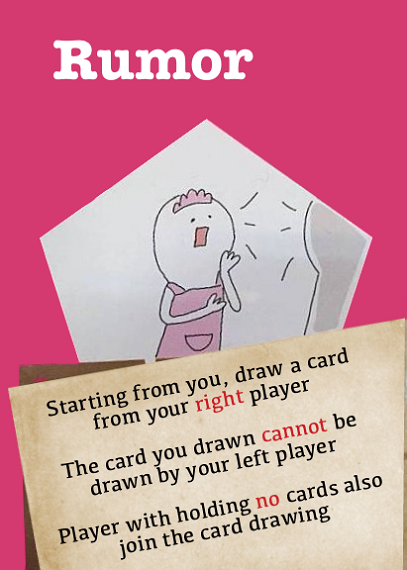 Rumor
Starting from you, draw a card
from your right player
The card you drawn cannot be
drawn by your left player
Player with holding no cards also
join the card drawing